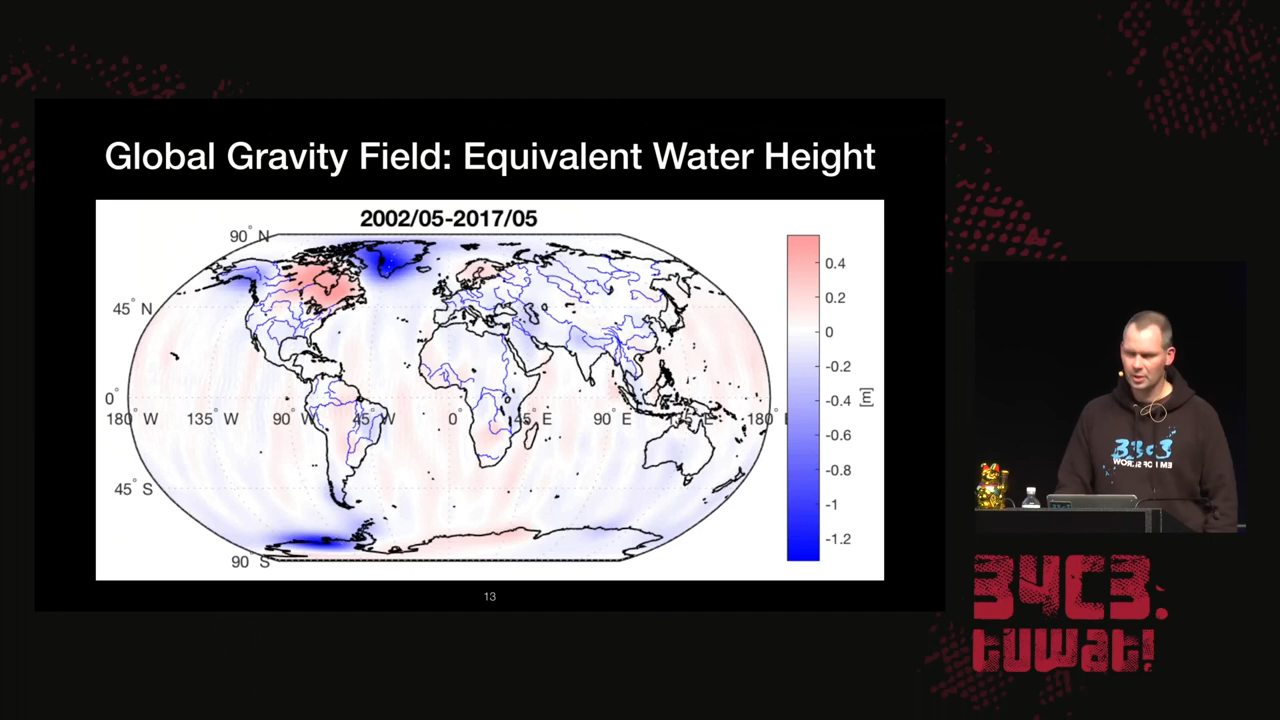 Global Gravity Field: Equivalent Water Height
2002/05-2017/05
90° N
45° N
0°
180° W 135° W 90° W 45° W 0° 45° E 90° E 180°
45° S
90° S
0.4
0.2
0
-0.2
-0.4
-0.6
-0.8
-1
-1.2
[m]
13
34C3.
tuwat!